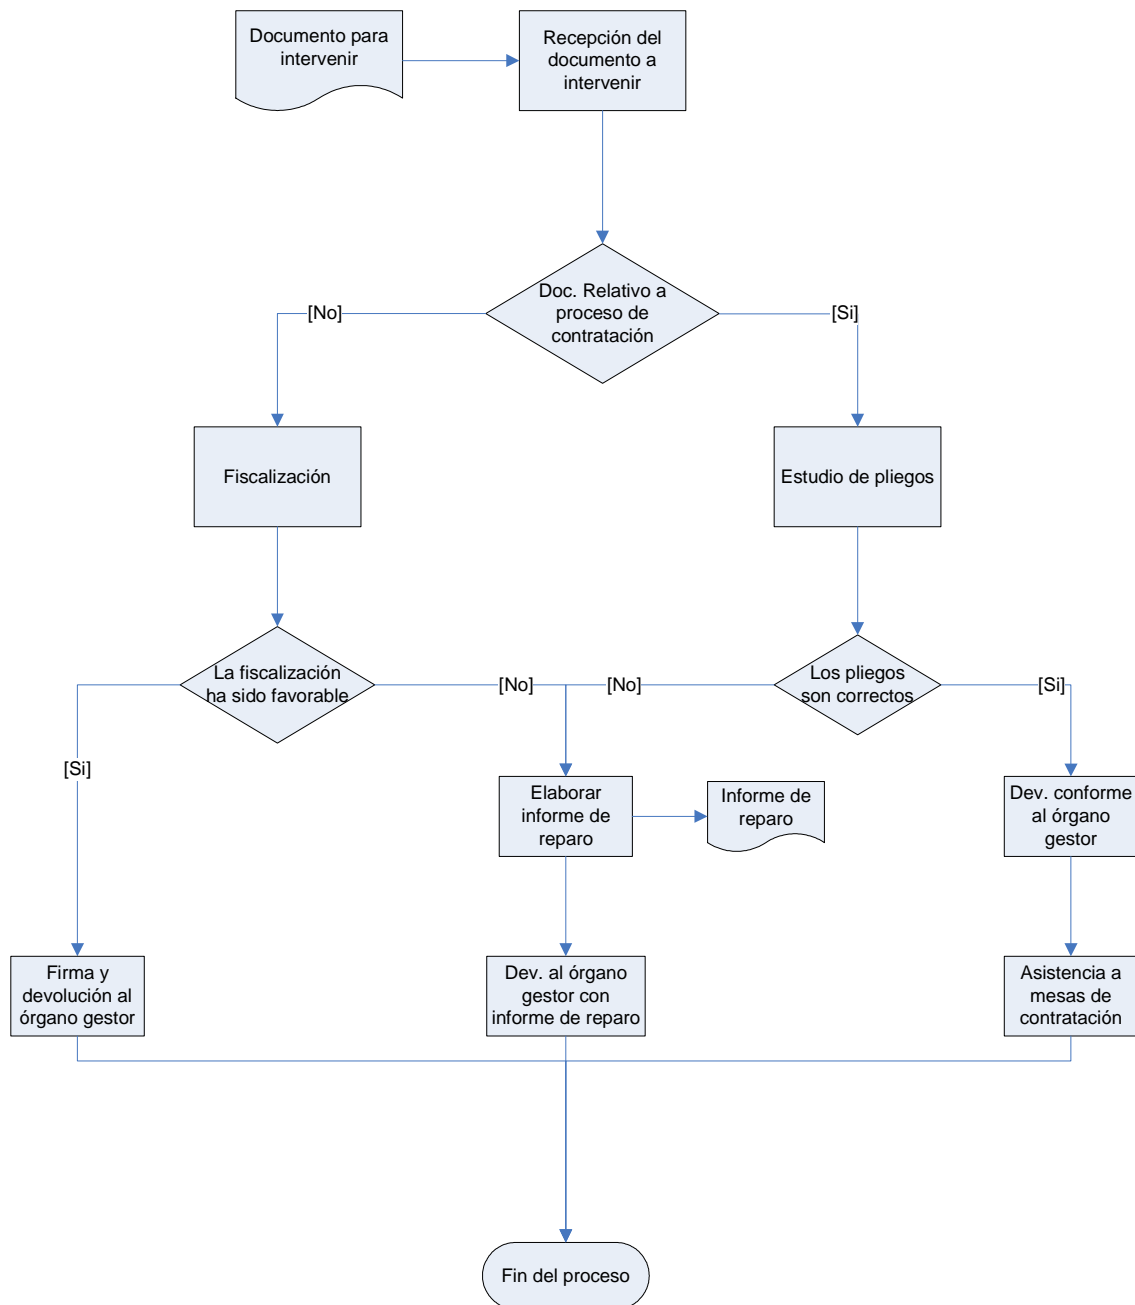 Documento para
intervenir
Recepción del
documento a
intervenir
Doc. Relativo a
proceso de
contratación
[No]
[Si]
Fiscalización
Estudio de pliegos
La fiscalización
ha sido favorable
[No]
[No]
Los pliegos
son correctos
[Si]
[Si]
Elaborar
informe de
reparo
Informe de
reparo
Dev. conforme
al órgano
gestor
Firma y
devolución al
órgano gestor
Dev. al órgano
gestor con
informe de reparo
Asistencia a
mesas de
contratación
Fin del proceso